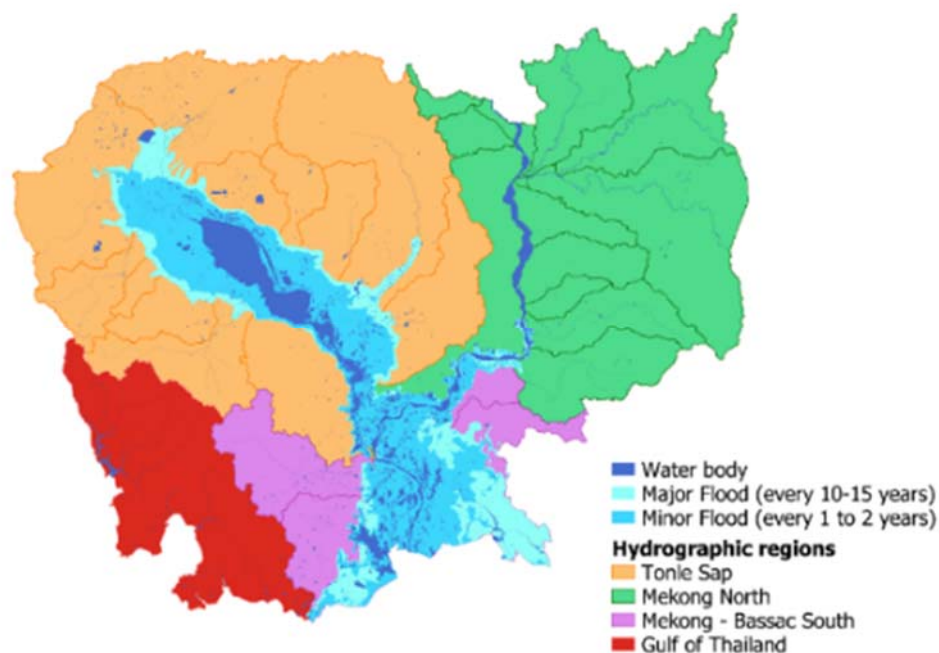 Water body
Major Flood (every 10-15 years)
Minor Flood (every 1 to 2 years)
Hydrographic regions
Tonle Sap
Mekong North
Mekong - Bassac South
Gulf of Thailand